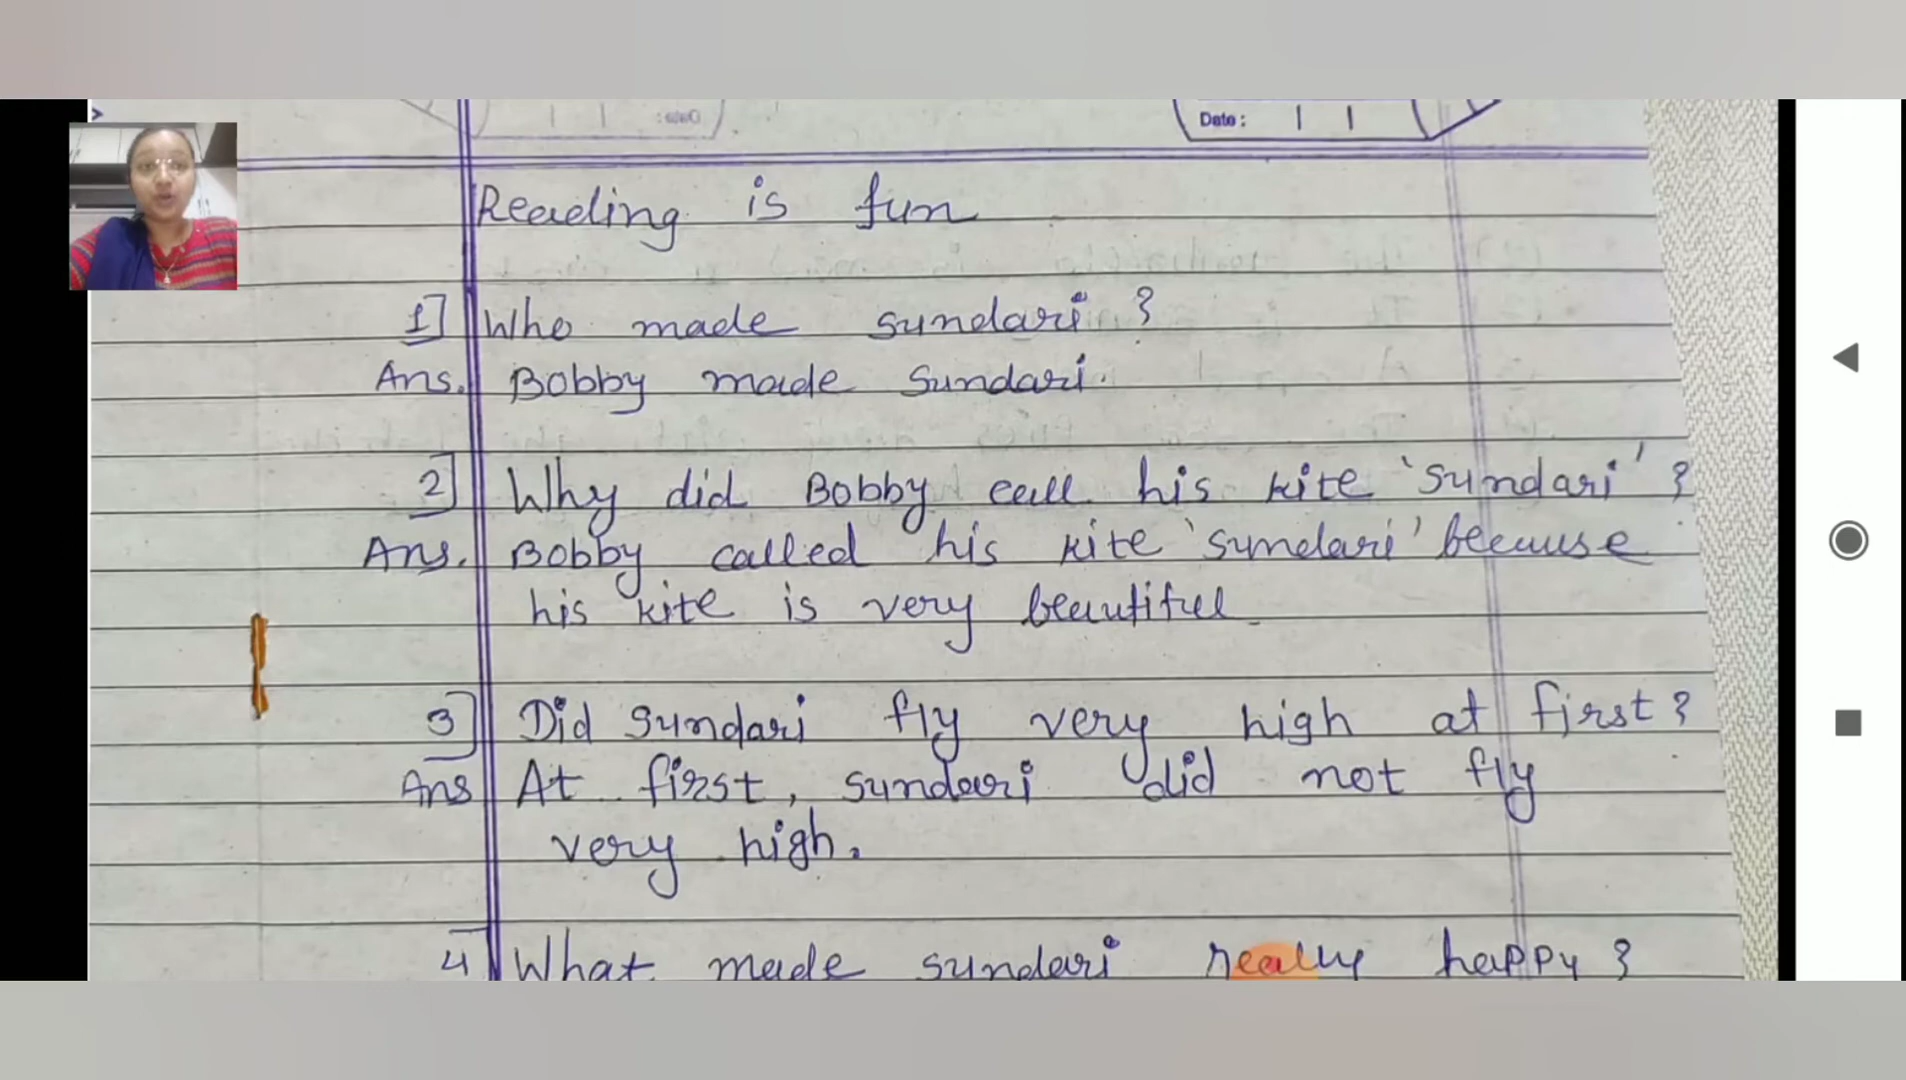 Date :
Reading is fun
1] Who made sundari ?
Ans. Bobby made Sundari.
2] Why did Bobby call his kite 'Sundari' ?
Ans. Bobby called his kite 'sundari' because
his kite is very beautiful.
3] Did Sundari fly very high at first ?
Ans At first, sundari did not fly
very high.
4] What made sundari really happy ?